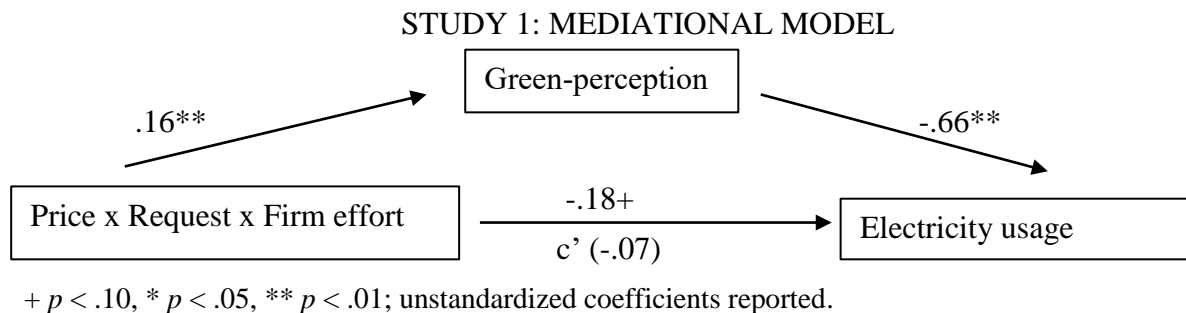 STUDY 1: MEDIATIONAL MODEL
Green-perception
.16**
-.66**
Price x Request x Firm effort
-.18+
c’ (-.07)
Electricity usage
+ p < .10, * p < .05, ** p < .01; unstandardized coefficients reported.